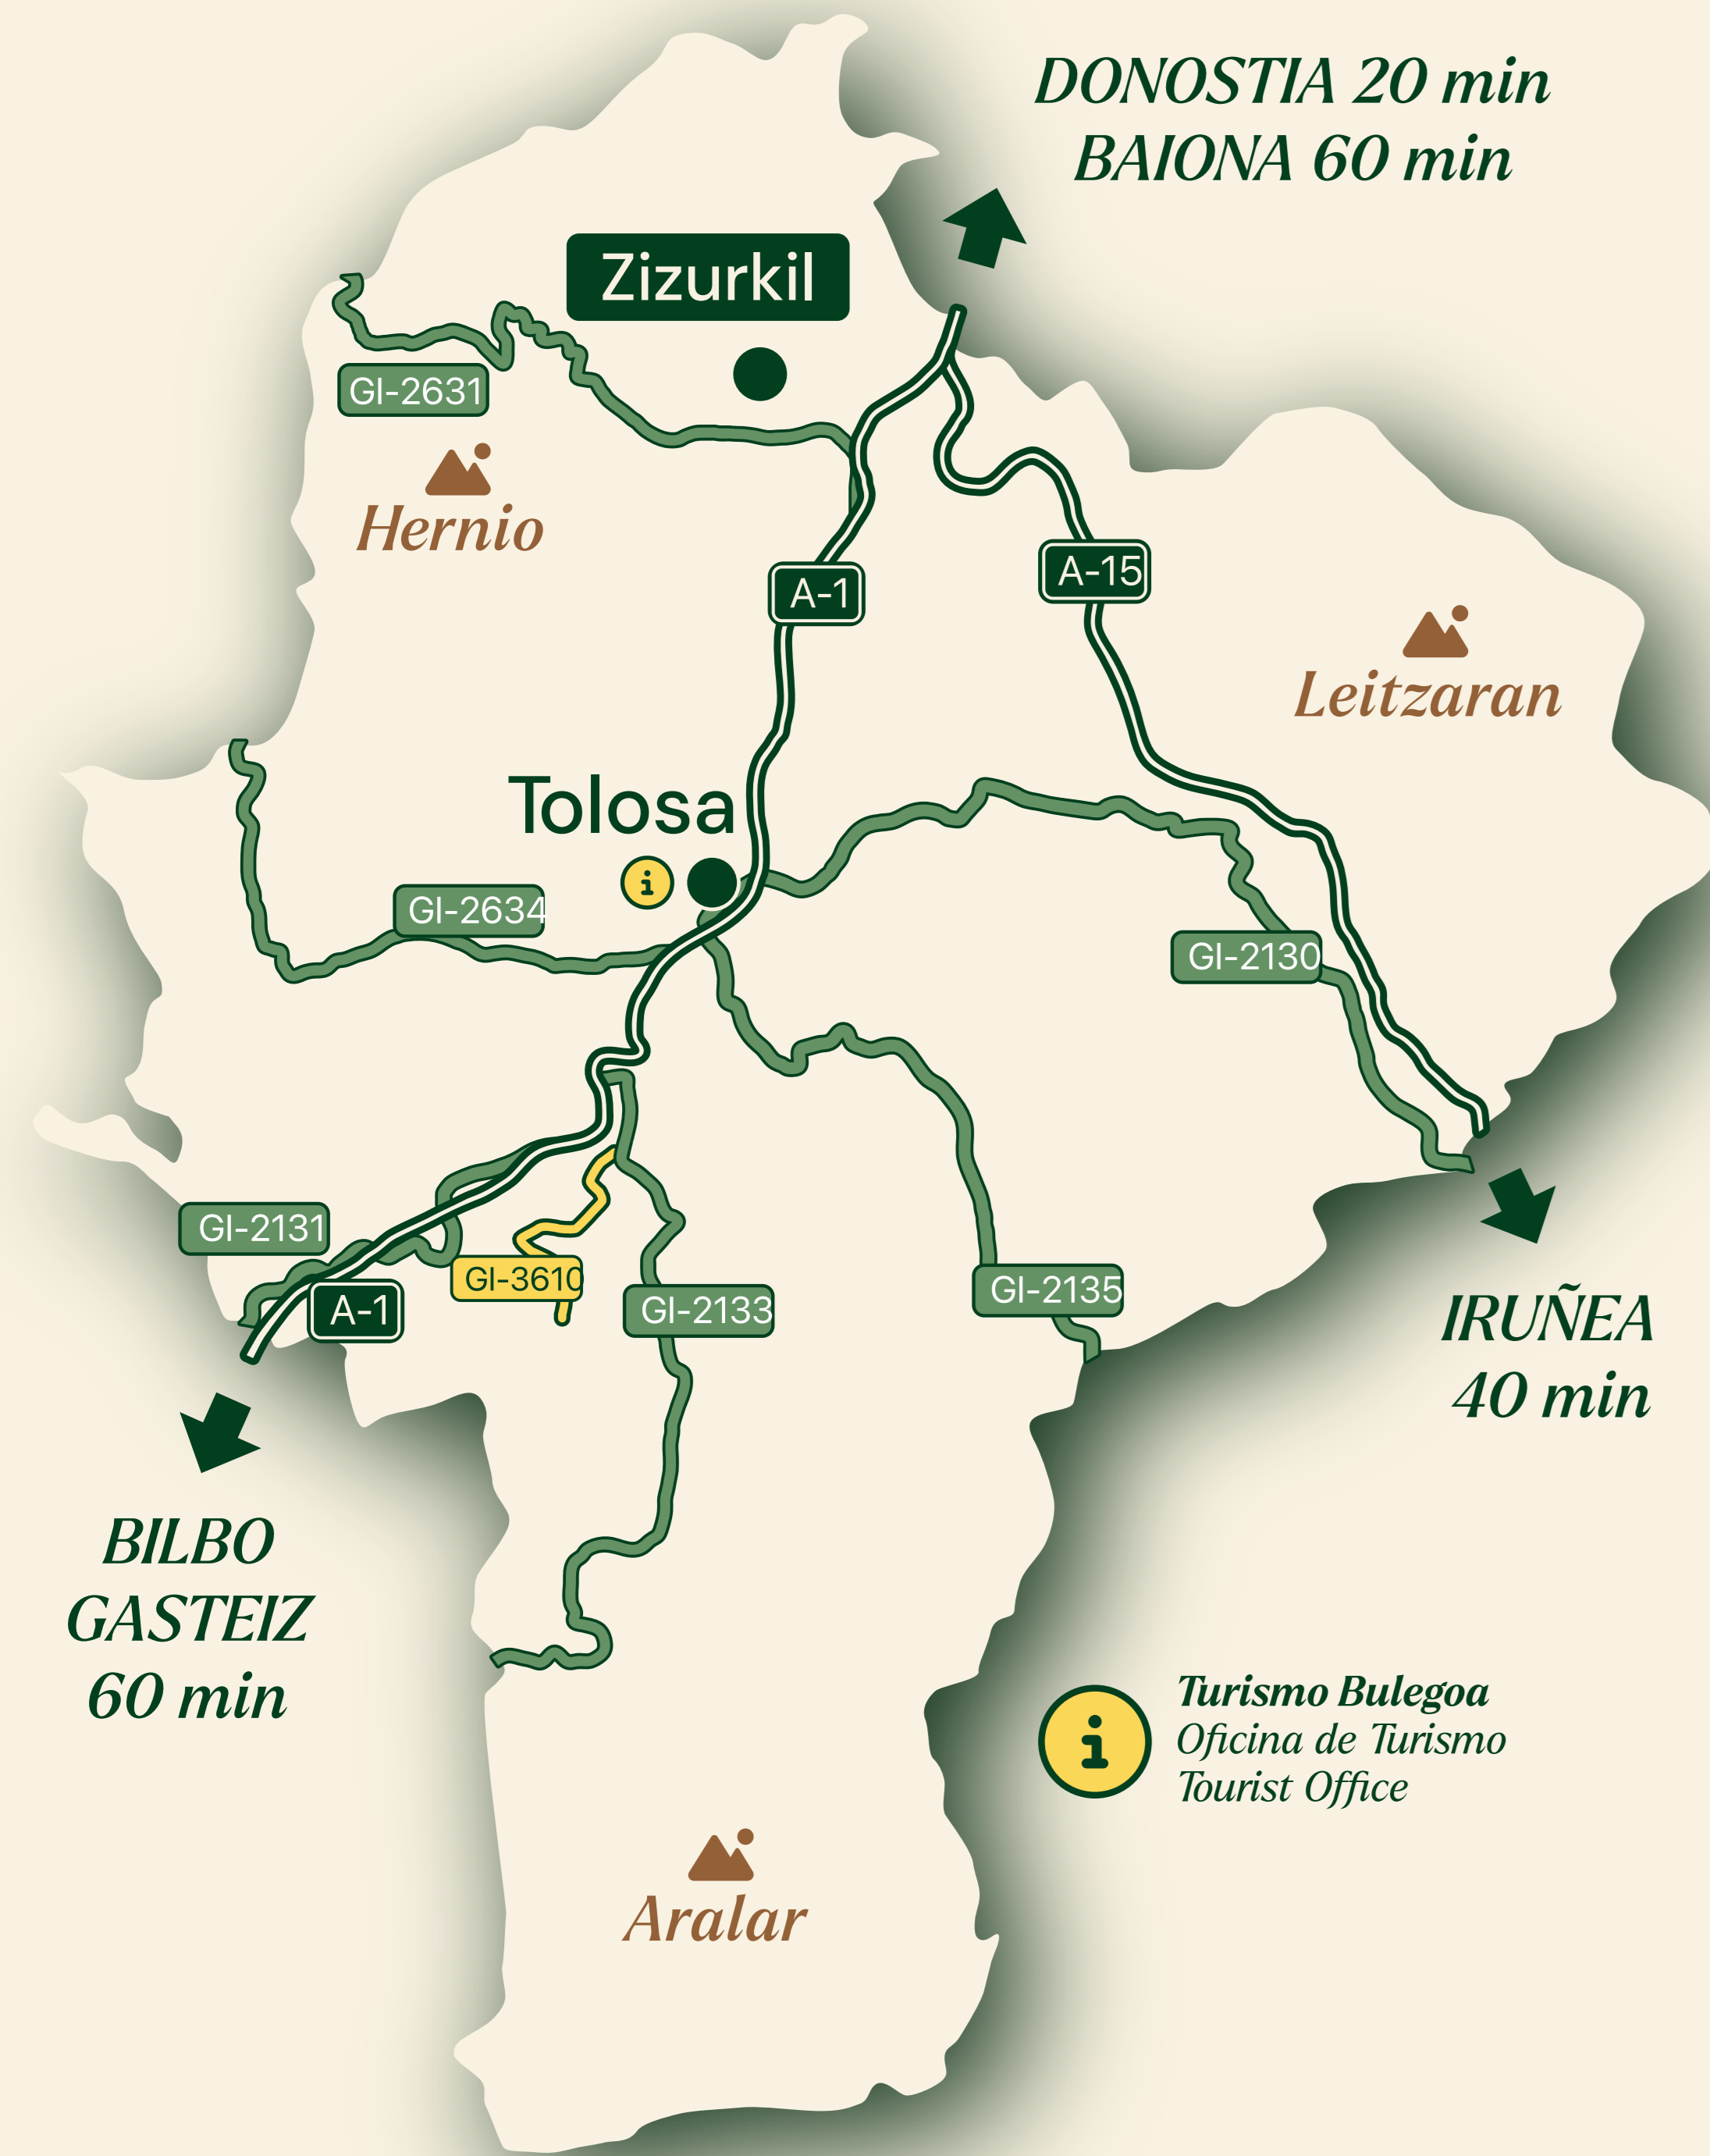 DONOSTIA 20 min
BAIONA 60 min
Zizurkil
GI-2631
Hernio
A-1
A-15
Leitzaran
Tolosa
GI-2634
GI-2130
GI-2131
GI-3610
A-1
GI-2133
GI-2135
IRUÑEA
40 min
BILBO
GASTEIZ
60 min
Turismo Bulegoa
Oficina de Turismo
Tourist Office
Aralar